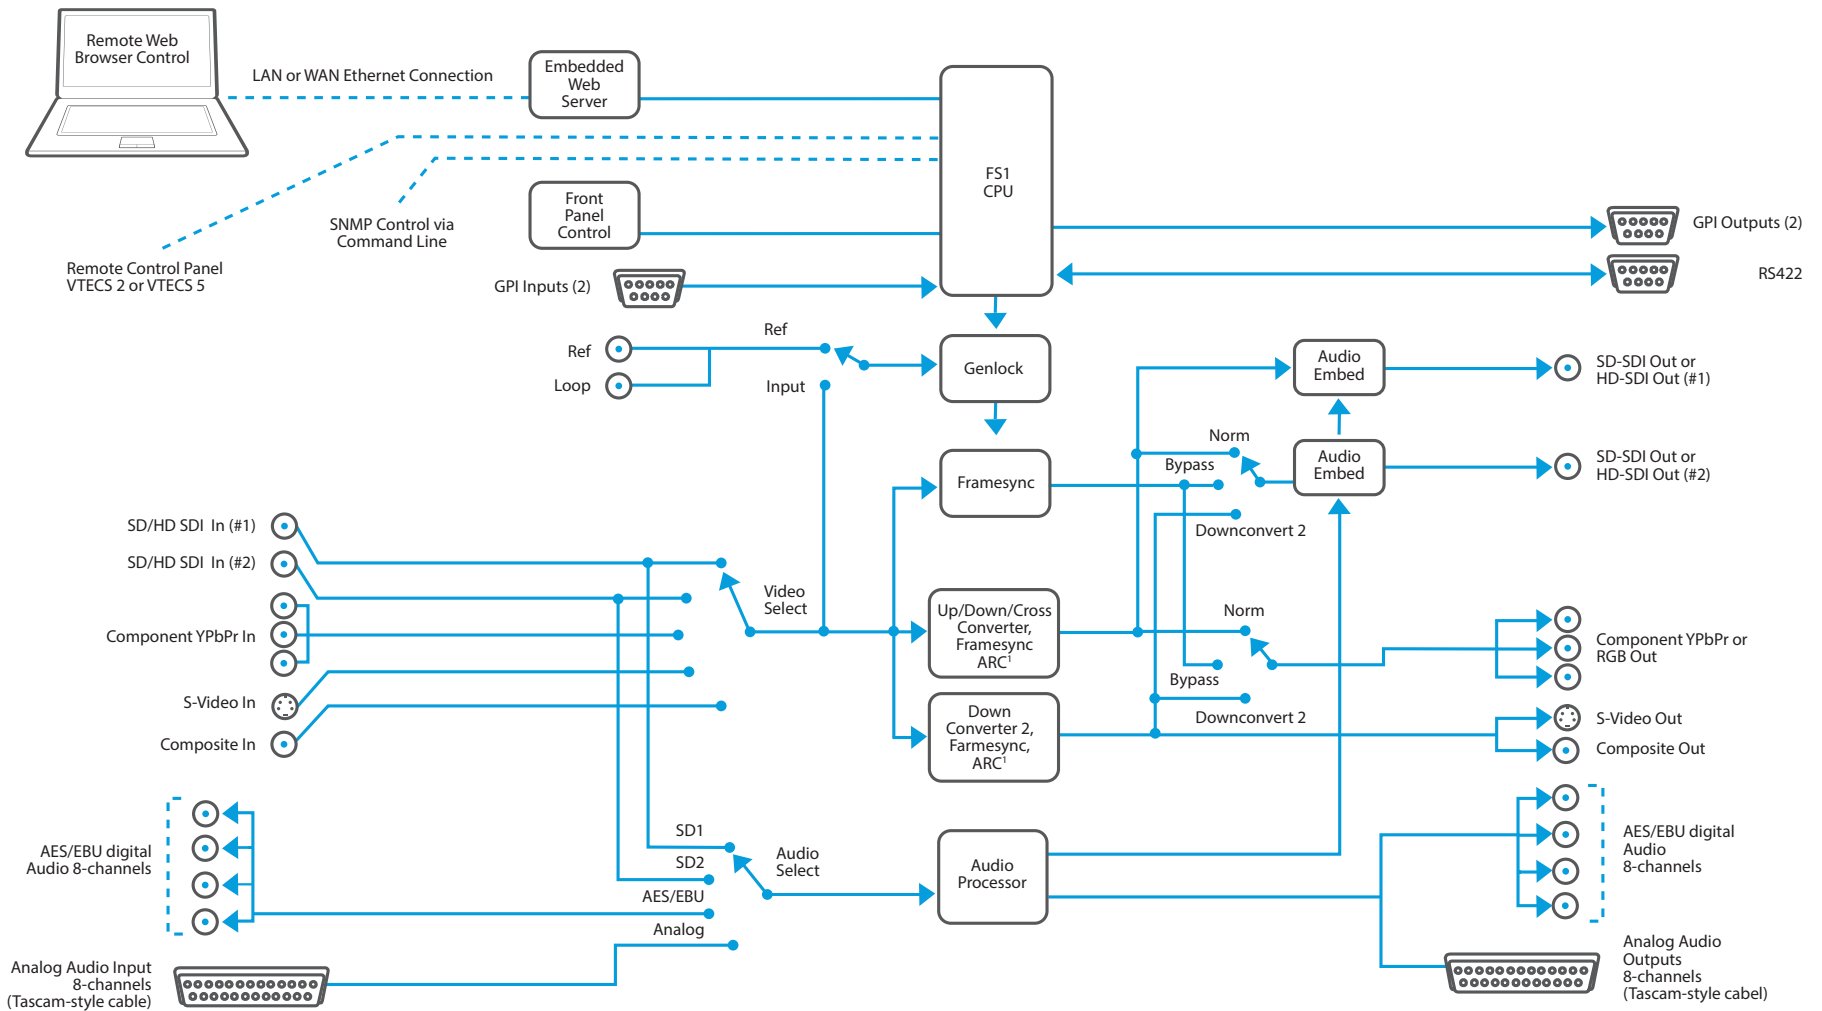 Remote Web
Browser Control
LAN or WAN Ethernet Connection
Embedded
Web
Server
FS1
CPU
SNMP Control via
Command Line
Front
Panel
Control
Remote Control Panel
VTECS 2 or VTECS 5
GPI Inputs (2)
GPI Outputs (2)
RS422
Ref
Loop
Ref
Input
Genlock
Framesync
Audio
Embed
SD-SDI Out or
HD-SDI Out (#1)
Norm
Bypass
Downconvert 2
Audio
Embed
SD-SDI Out or
HD-SDI Out (#2)
SD/HD SDI  In (#1)
SD/HD SDI  In (#2)
Component YPbPr In
S-Video In
Composite In
Video
Select
Up/Down/Cross
Converter,
Framesync
ARC¹
Down
Converter 2,
Farmesync,
ARC¹
Norm
Bypass
Downconvert 2
Component YPbPr or
RGB Out
S-Video Out
Composite Out
AES/EBU digital
Audio 8-channels
Analog Audio Input
8-channels
(Tascam-style cable)
SD1
SD2
AES/EBU
Analog
Audio
Select
Audio
Processor
AES/EBU digital
Audio
8-channels
Analog Audio
Outputs
8-channels
(Tascam-style cabel)